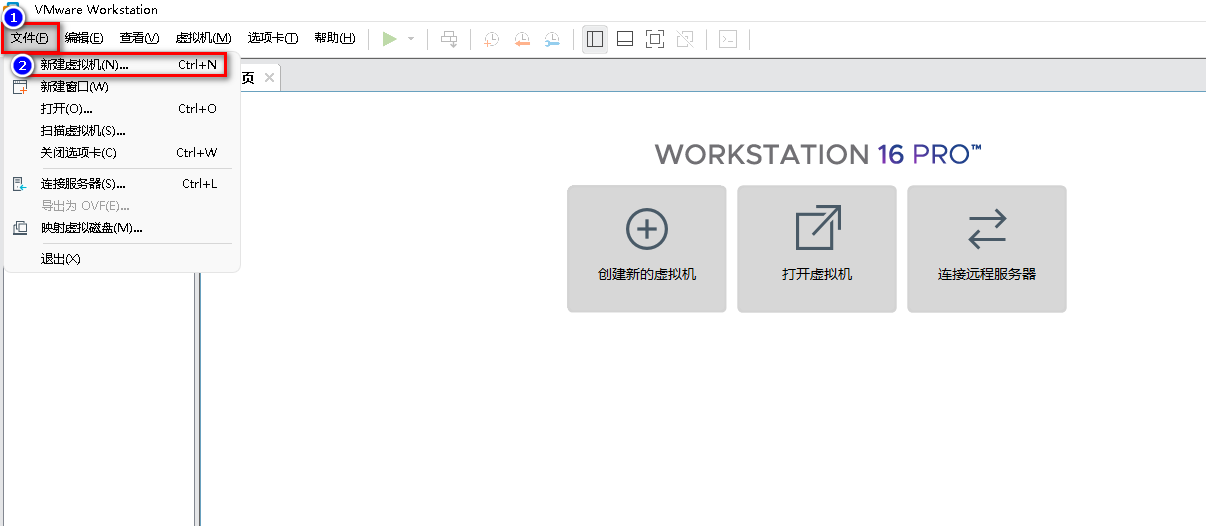 VMware Workstation
1
文件(F) 编辑(E) 查看(V) 虚拟机(M) 选项卡(T) 帮助(H)
2 新建虚拟机(N)... Ctrl+N
页
新建窗口(W)
打开(O)... Ctrl+O
扫描虚拟机(S)...
关闭选项卡(C) Ctrl+W
连接服务器(S)... Ctrl+L
导出为 OVF(E)...
映射虚拟磁盘(M)...
退出(X)
WORKSTATION 16 PRO™
创建新的虚拟机 打开虚拟机 连接远程服务器